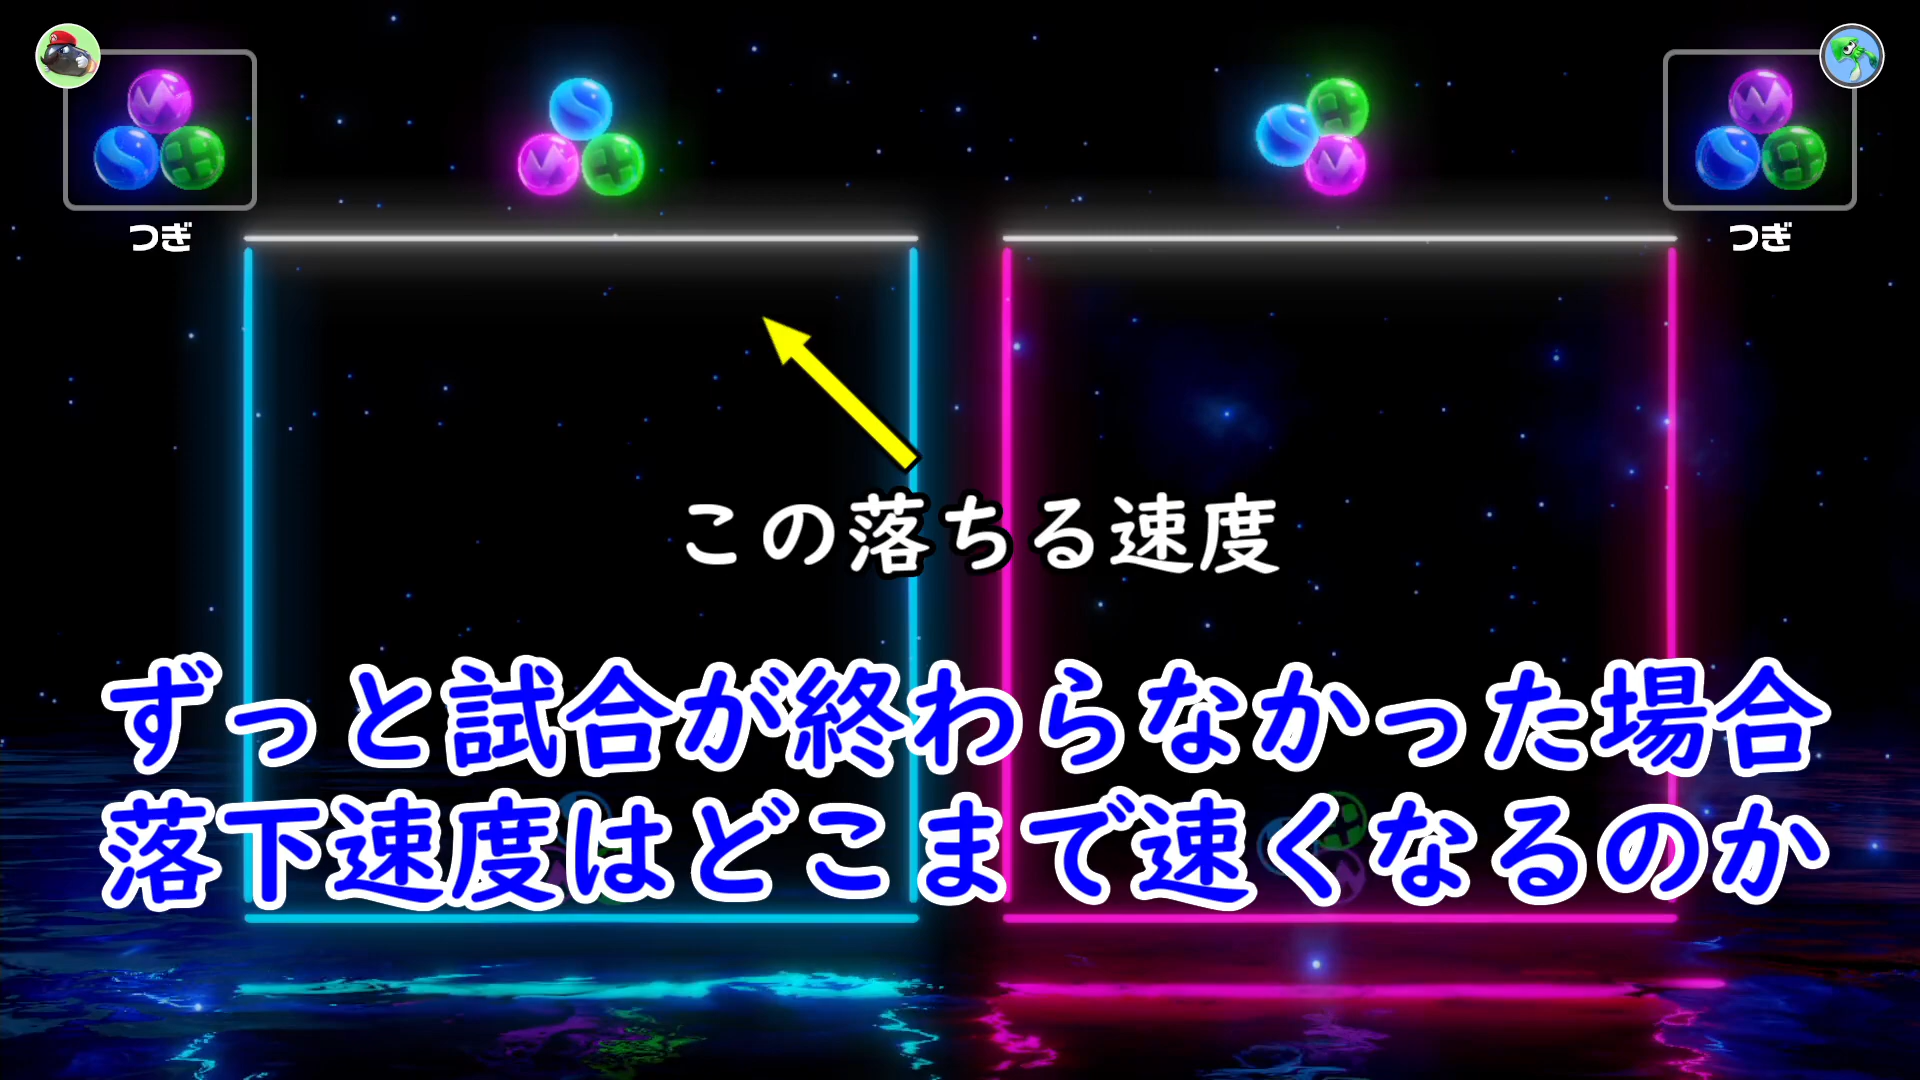 つぎ
つぎ
この落ちる速度
ずっと試合が終わらなかった場合
落下速度はどこまで速くなるのか